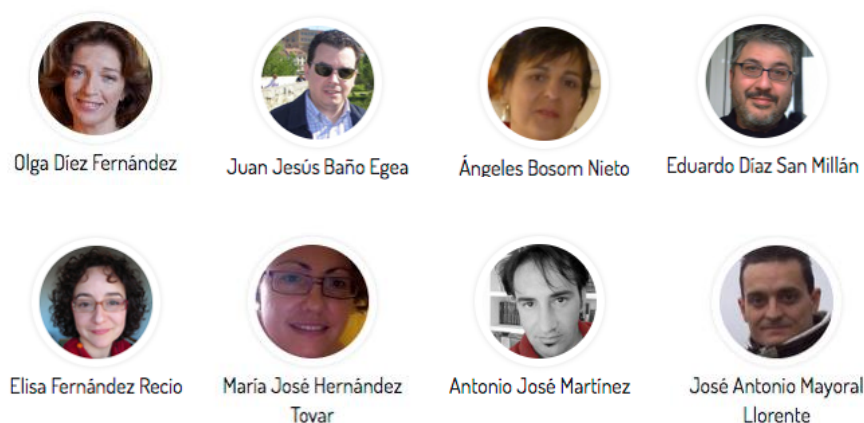 Olga Díez Fernández
Juan Jesús Baño Egea
Ángeles Bosom Nieto
Eduardo Díaz San Millán
Elisa Fernández Recio
María José Hernández
Tovar
Antonio José Martínez
José Antonio Mayoral
Llorente